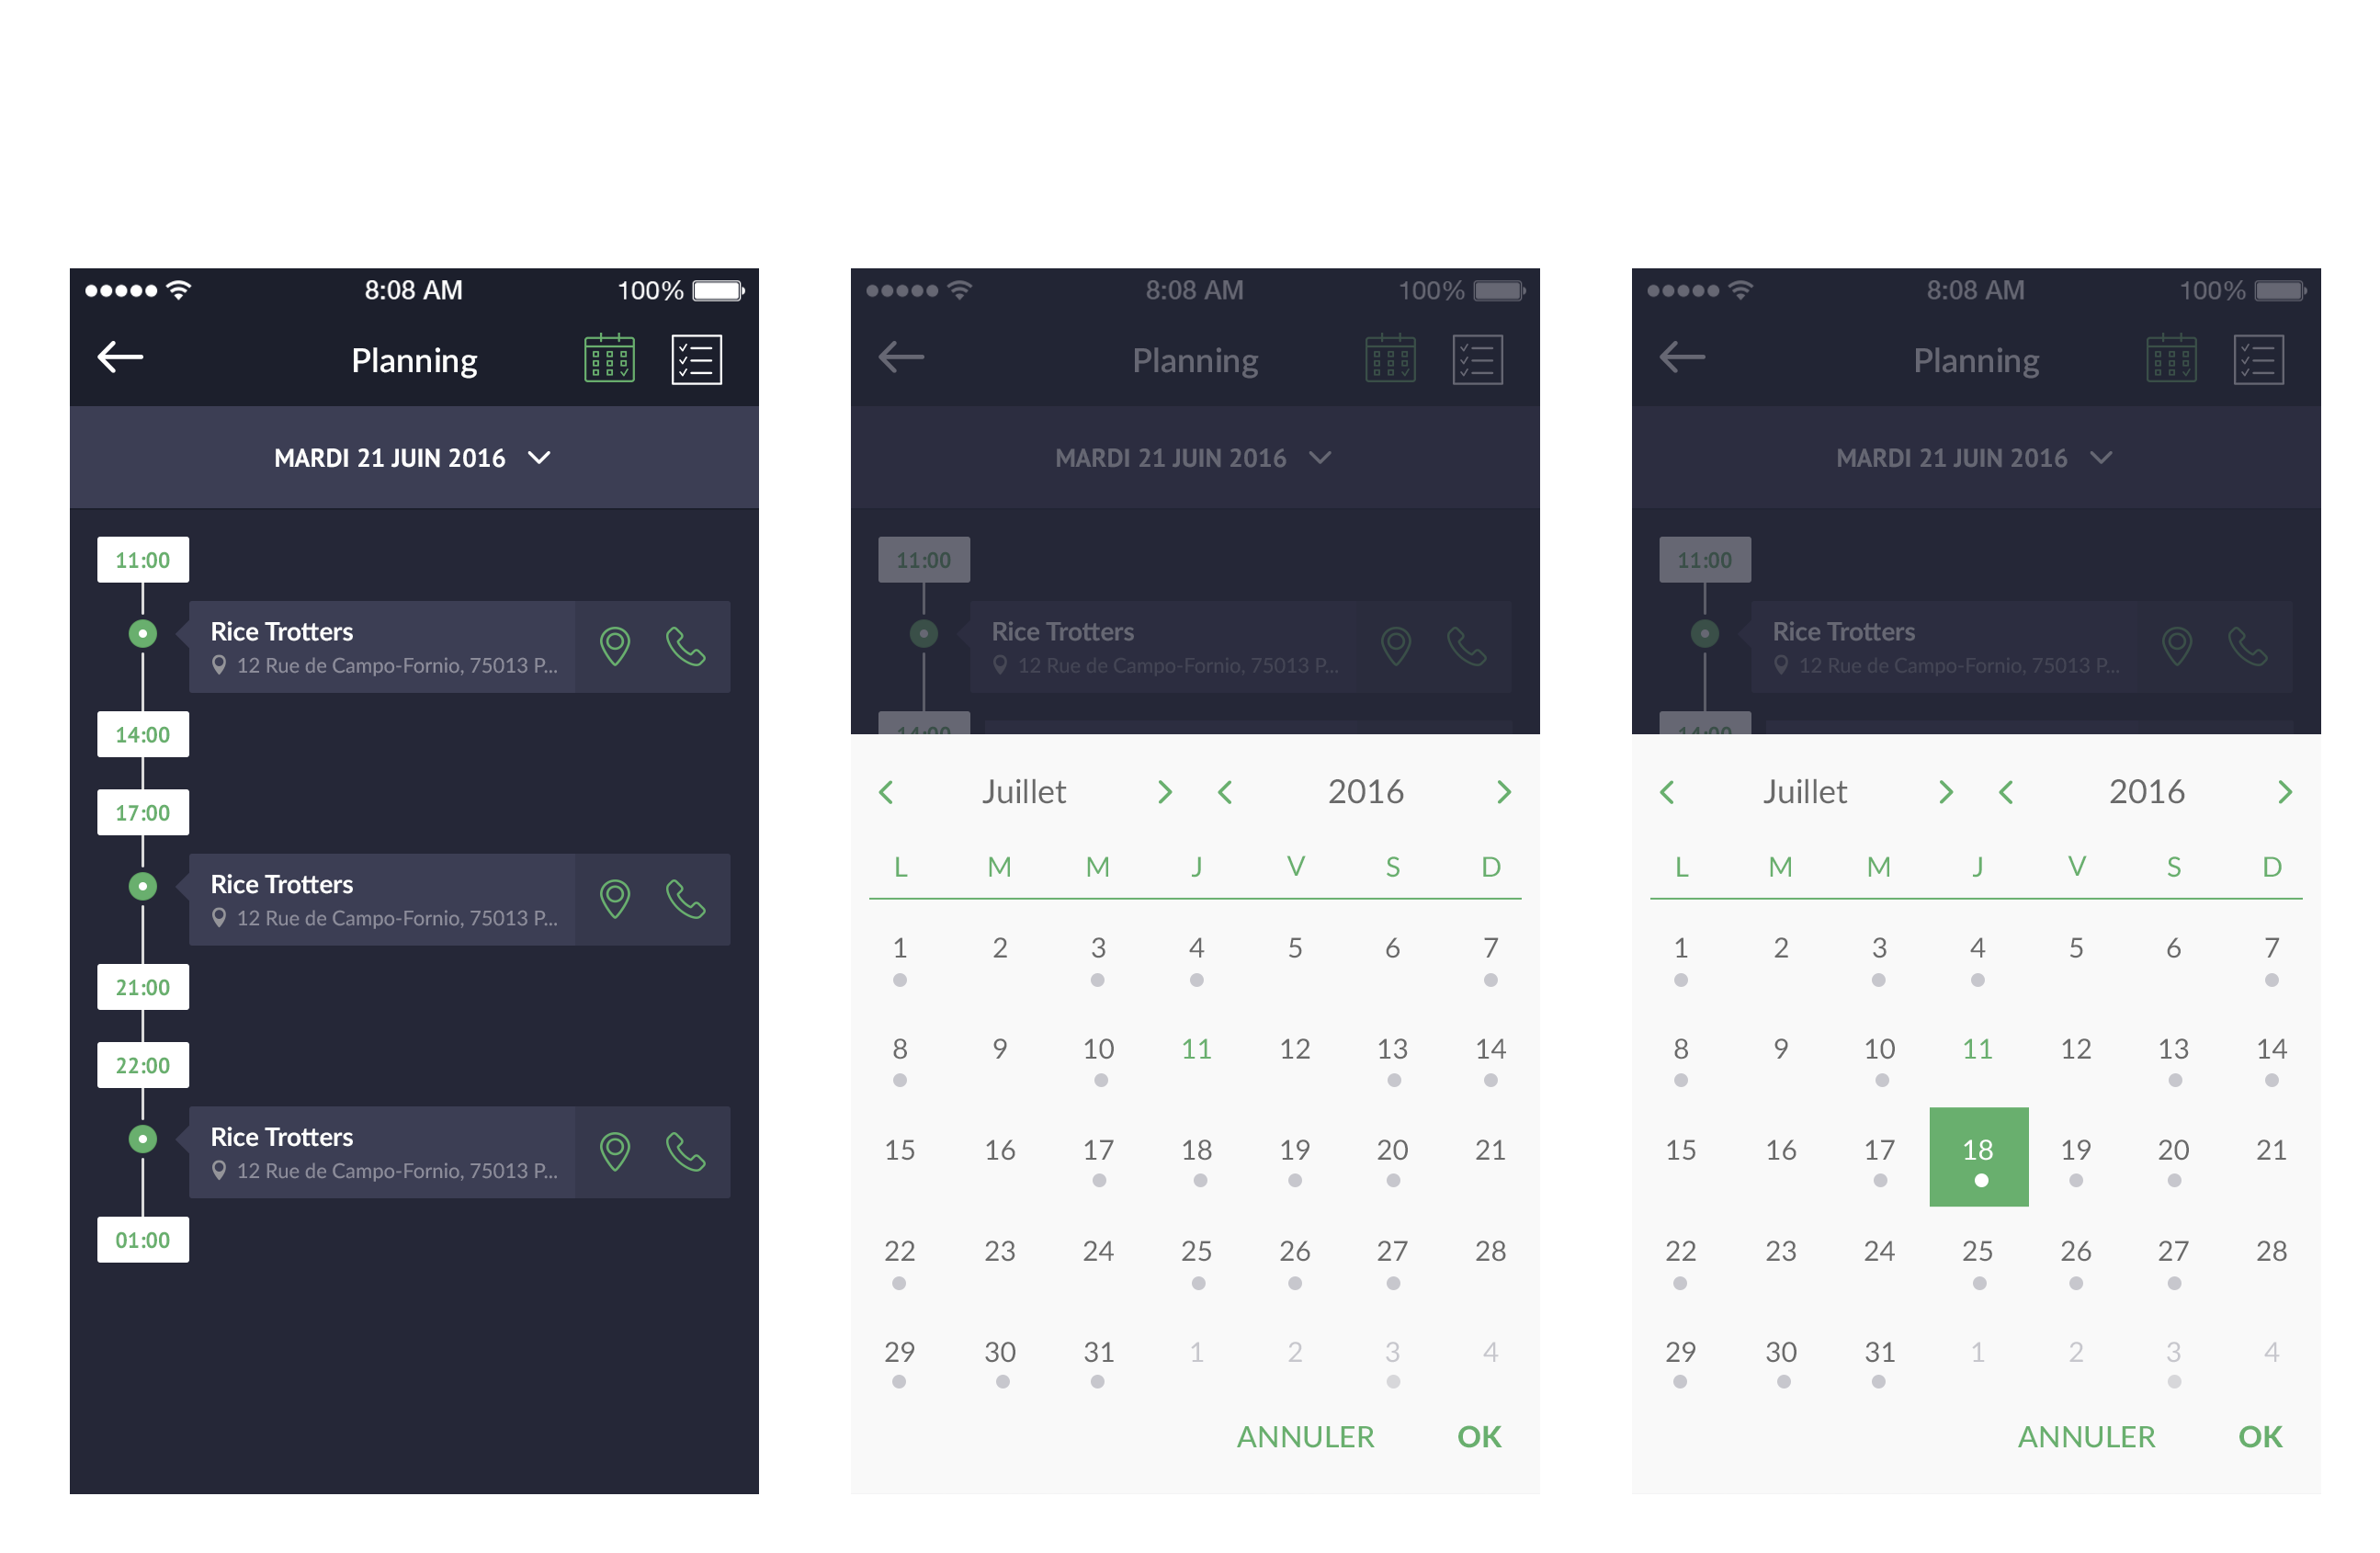 8:08 AM 100%
Planning
MARDI 21 JUIN 2016
11:00
Rice Trotters
12 Rue de Campo-Fornio, 75013 P...
14:00
17:00
Rice Trotters
12 Rue de Campo-Fornio, 75013 P...
21:00
22:00
Rice Trotters
12 Rue de Campo-Fornio, 75013 P...
01:00
8:08 AM 100%
Planning
MARDI 21 JUIN 2016
11:00
Rice Trotters
12 Rue de Campo-Fornio, 75013 P...
14:00
Juillet 2016
L M M J V S D
1 2 3 4 5 6 7
8 9 10 11 12 13 14
15 16 17 18 19 20 21
22 23 24 25 26 27 28
29 30 31 1 2 3 4
ANNULER OK
8:08 AM 100%
Planning
MARDI 21 JUIN 2016
11:00
Rice Trotters
12 Rue de Campo-Fornio, 75013 P...
14:00
Juillet 2016
L M M J V S D
1 2 3 4 5 6 7
8 9 10 11 12 13 14
15 16 17 18 19 20 21
22 23 24 25 26 27 28
29 30 31 1 2 3 4
ANNULER OK